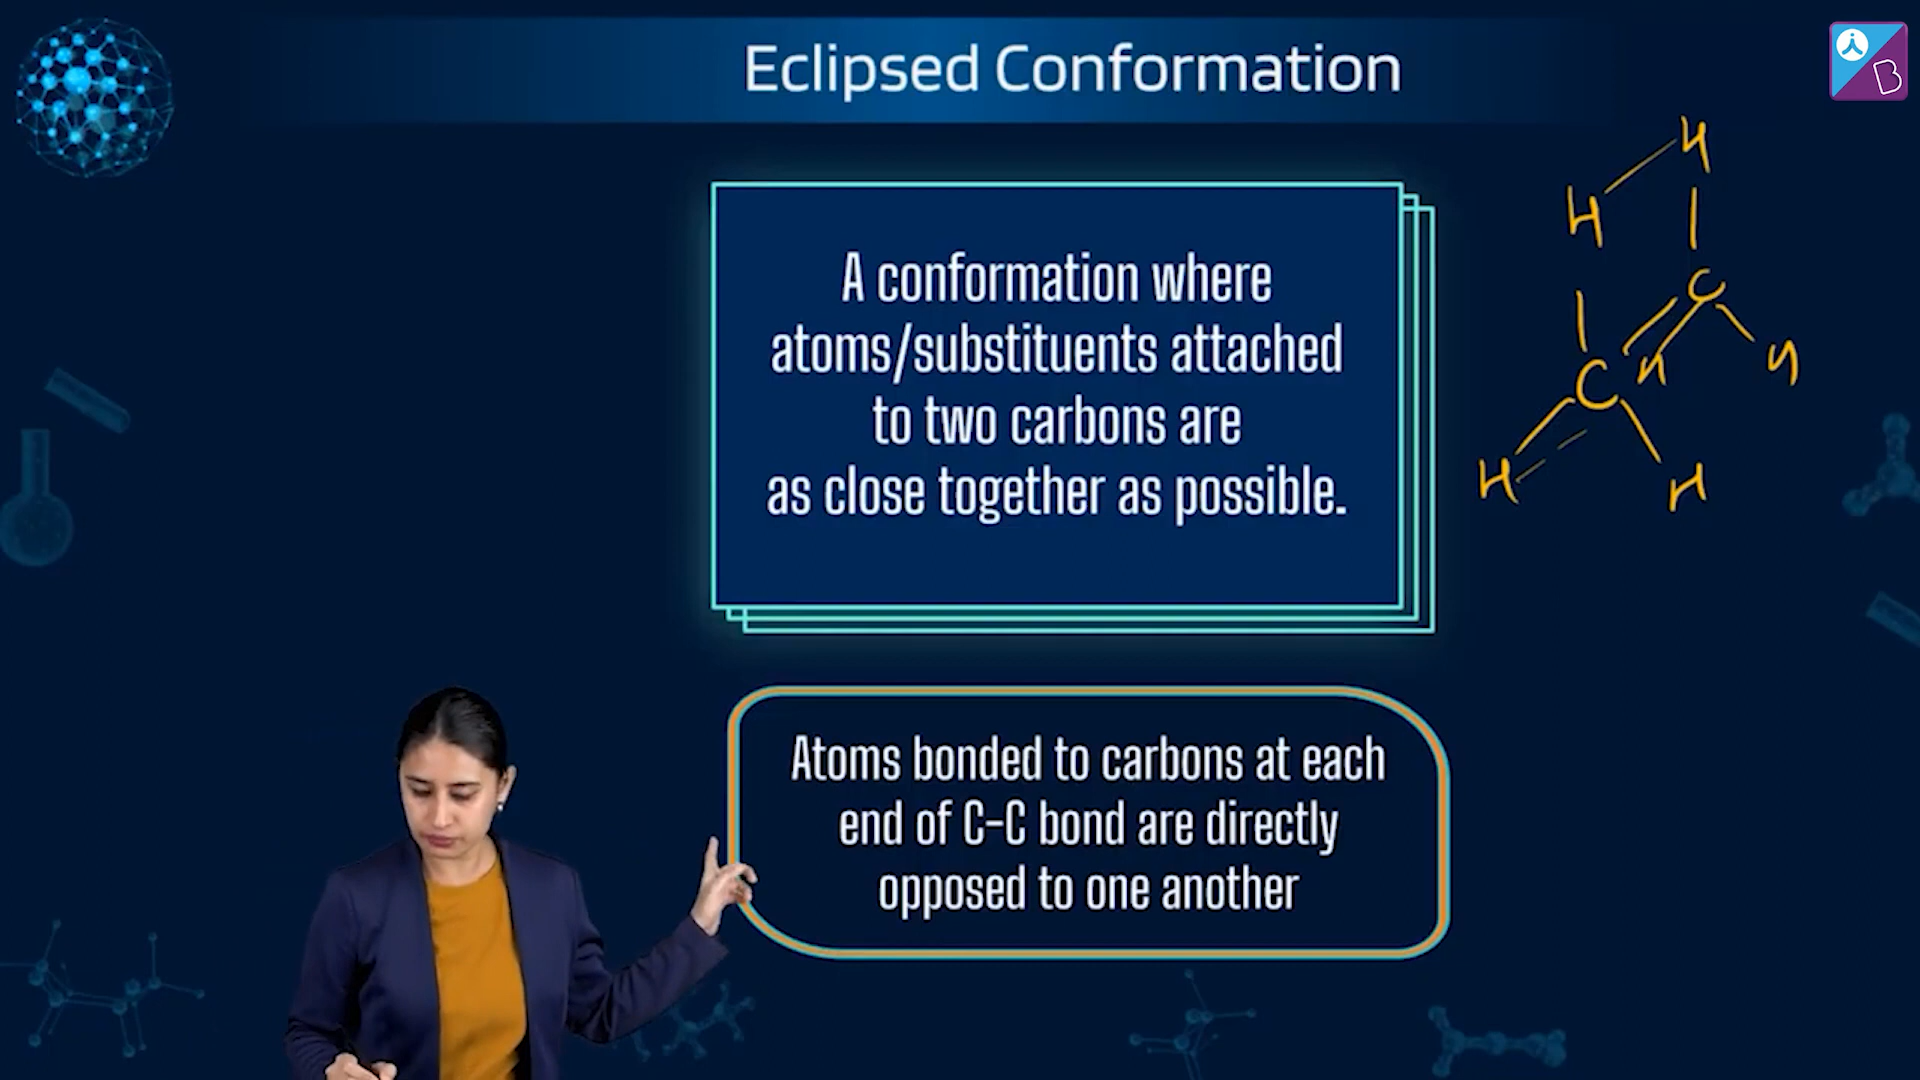 Eclipsed Conformation
A conformation where
atoms/substituents attached
to two carbons are
as close together as possible.
Atoms bonded to carbons at each
end of C-C bond are directly
opposed to one another
H
H
C
C H H
H H
B